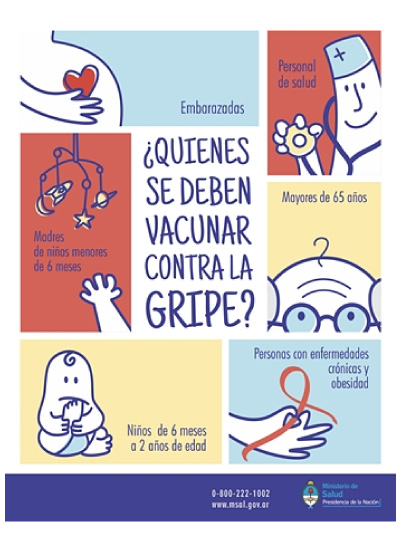 Embarazadas
Personal
de salud
¿QUIENES
SE DEBEN
VACUNAR
CONTRA LA
GRIPE?
Madres
de niños menores
de 6 meses
Mayores de 65 años
Niños de 6 meses
a 2 años de edad
Personas con enfermedades
crónicas y
obesidad
0-800-222-1002
www.msal.gov.ar
Ministerio de
Salud
Presidencia de la Nación